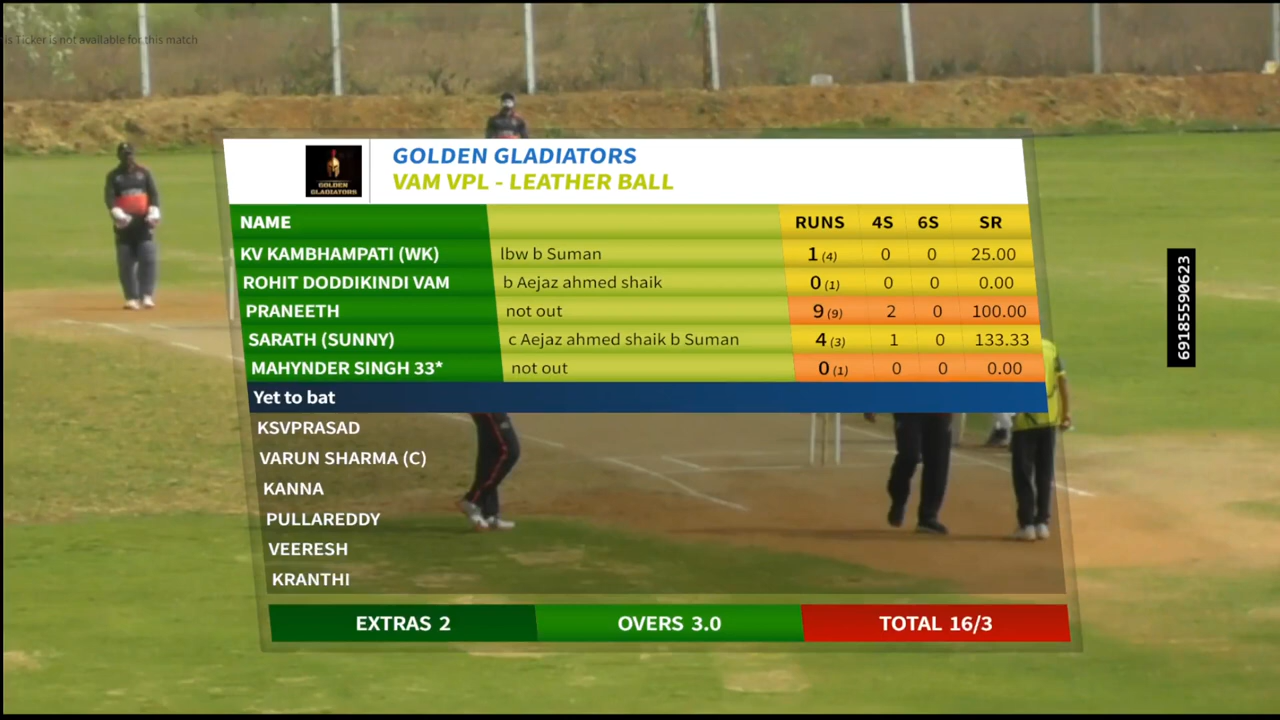 is Ticker is not available for this match
GOLDEN GLADIATORS
GOLDEN GLADIATORS
VAM VPL - LEATHER BALL
NAME RUNS 4S 6S SR
KV KAMBHAMPATI (WK) lbw b Suman 1 (4) 0 0 25.00
ROHIT DODDIKINDI VAM b Aejaz ahmed shaik 0 (1) 0 0 0.00
PRANEETH not out 9 (9) 2 0 100.00
SARATH (SUNNY) c Aejaz ahmed shaik b Suman 4 (3) 1 0 133.33
MAHYNDER SINGH 33* not out 0 (1) 0 0 0.00
Yet to bat
KSVPRASAD
VARUN SHARMA (C)
KANNA
PULLAREDDY
VEERESH
KRANTHI
EXTRAS 2 OVERS 3.0 TOTAL 16/3
69185590623